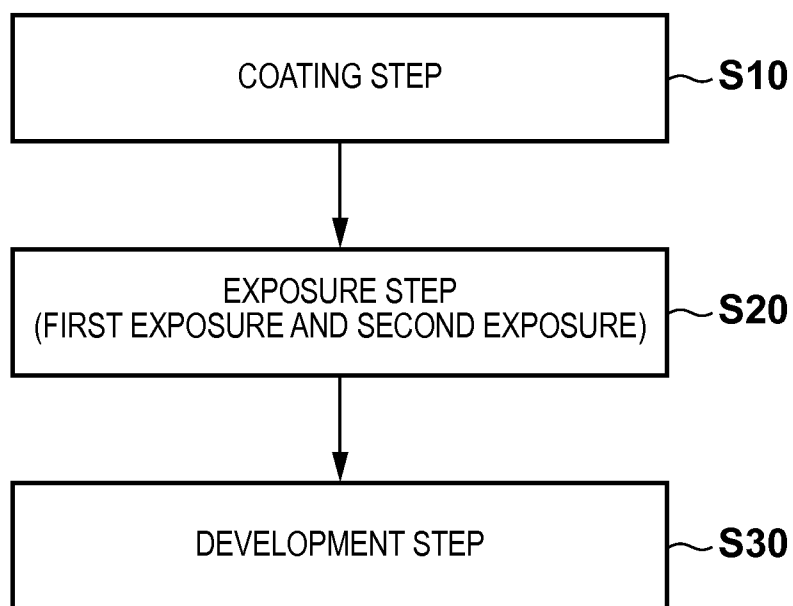 COATING STEP
S10
EXPOSURE STEP
(FIRST EXPOSURE AND SECOND EXPOSURE)
S20
DEVELOPMENT STEP
S30